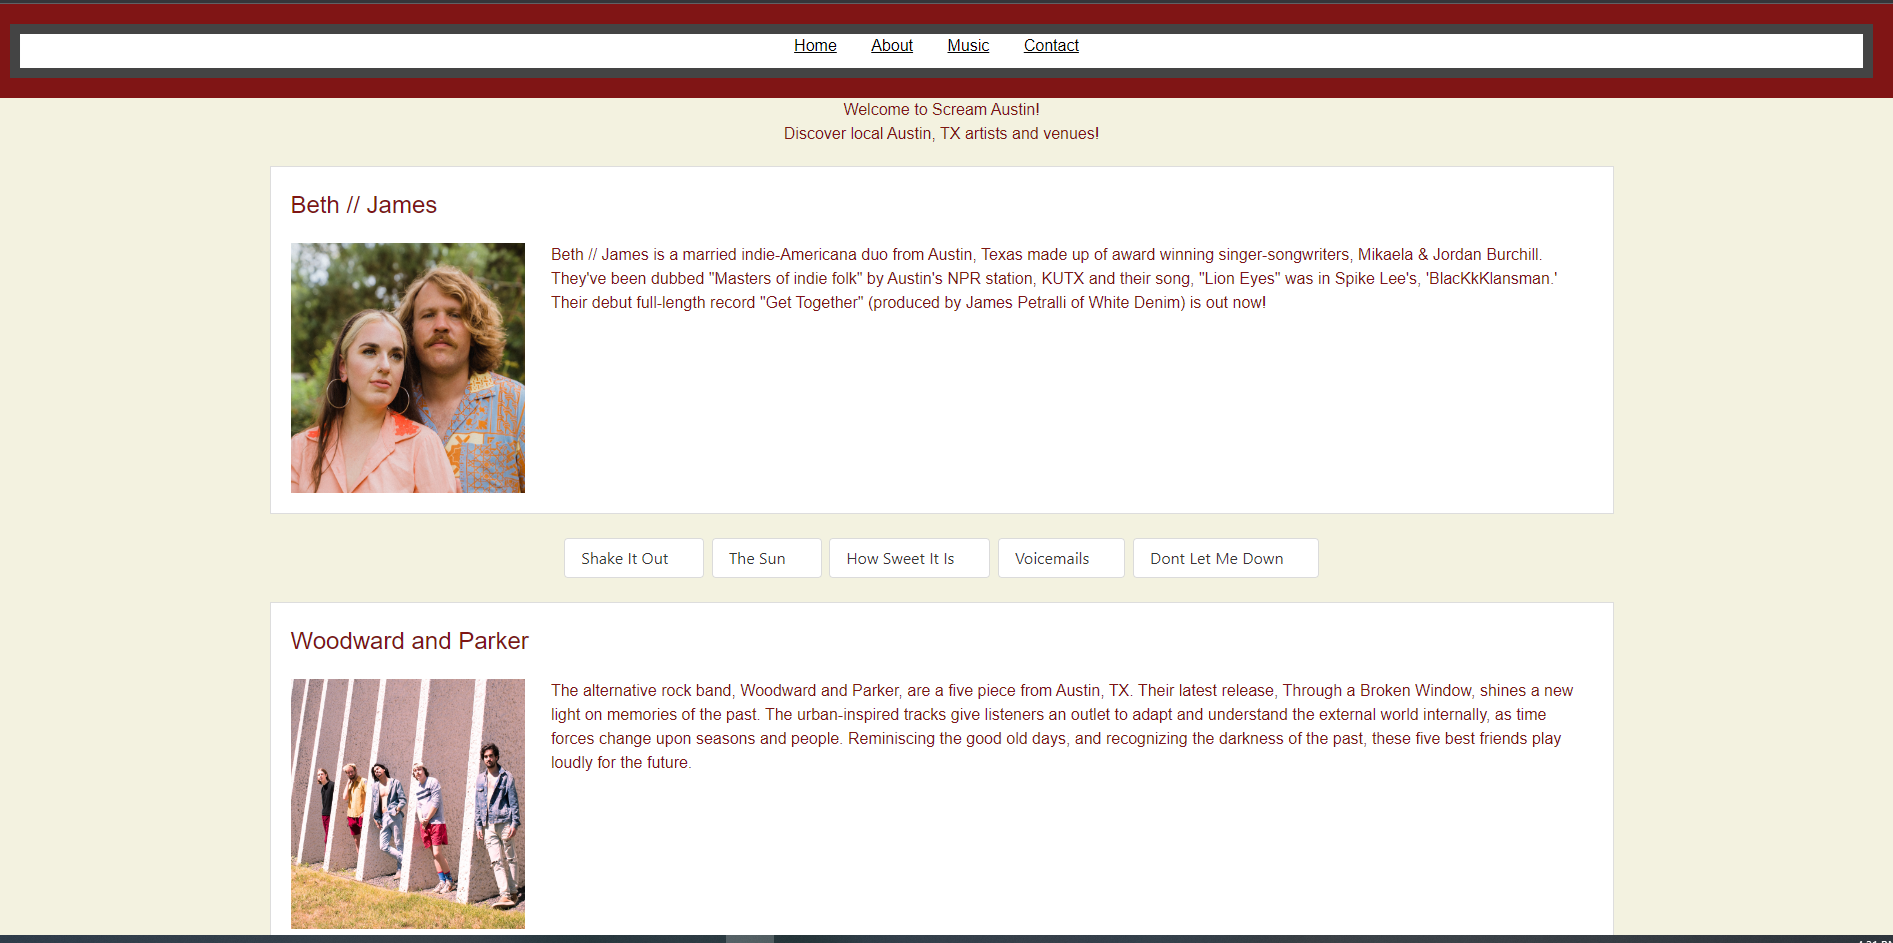 Home About Music Contact
Welcome to Scream Austin!
Discover local Austin, TX artists and venues!
Beth // James
Beth // James is a married indie-Americana duo from Austin, Texas made up of award winning singer-songwriters, Mikaela & Jordan Burchill.
They've been dubbed "Masters of indie folk" by Austin's NPR station, KUTX and their song, "Lion Eyes" was in Spike Lee's, 'BlacKkKlansman.'
Their debut full-length record "Get Together" (produced by James Petralli of White Denim) is out now!
Shake It Out The Sun How Sweet It Is Voicemails Dont Let Me Down
Woodward and Parker
The alternative rock band, Woodward and Parker, are a five piece from Austin, TX. Their latest release, Through a Broken Window, shines a new
light on memories of the past. The urban-inspired tracks give listeners an outlet to adapt and understand the external world internally, as time
forces change upon seasons and people. Reminiscing the good old days, and recognizing the darkness of the past, these five best friends play
loudly for the future.